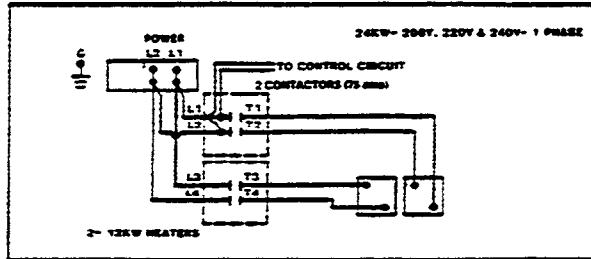 POWER
24KW- 208V, 220V & 240V- 1 PHASE
G
L2 L1
TO CONTROL CIRCUIT
2 CONTACTORS (75 amp)
L1 T1
L2 T2
L3 T3
L4 T4
2- 12KW HEATERS